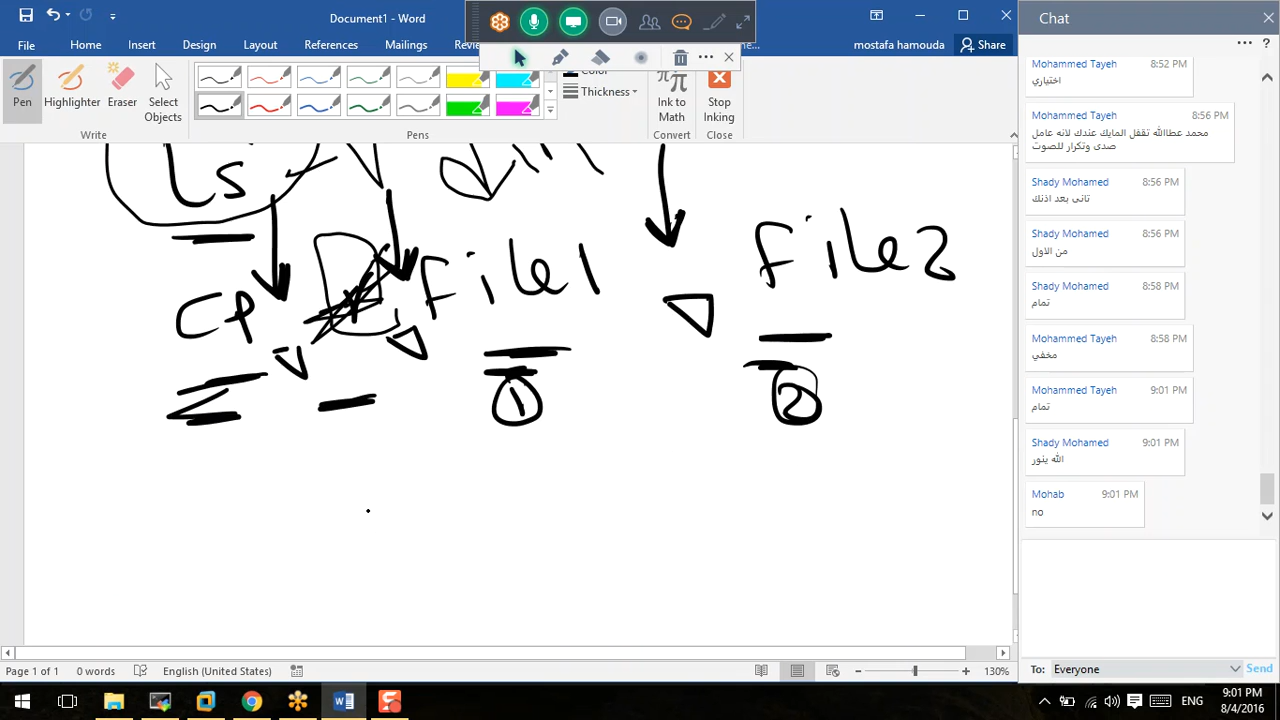 Document1 - Word
mostafa hamouda
Share
File
Home
Insert
Design
Layout
References
Mailings
me...
Pen
Highlighter
Eraser
Select
Objects
Color
Thickness
Ink to
Math
Stop
Inking
Write
Pens
Convert
Close
Ls
CP
File1
File2
1
2
Page 1 of 1
0 words
English (United States)
130%
Chat
Mohammed Tayeh
8:52 PM
اختياري
Mohammed Tayeh
8:56 PM
محمد عطاالله تقفل المايك عندك لانه عامل
صدى وتكرار للصوت
Shady Mohamed
8:56 PM
تانى بعد اذنك
Shady Mohamed
8:56 PM
من الاول
Shady Mohamed
8:58 PM
تمام
Mohammed Tayeh
8:58 PM
مخفي
Mohammed Tayeh
9:01 PM
تمام
Shady Mohamed
9:01 PM
الله ينور
Mohab
9:01 PM
no
To:
Everyone
Send
ENG
9:01 PM
8/4/2016